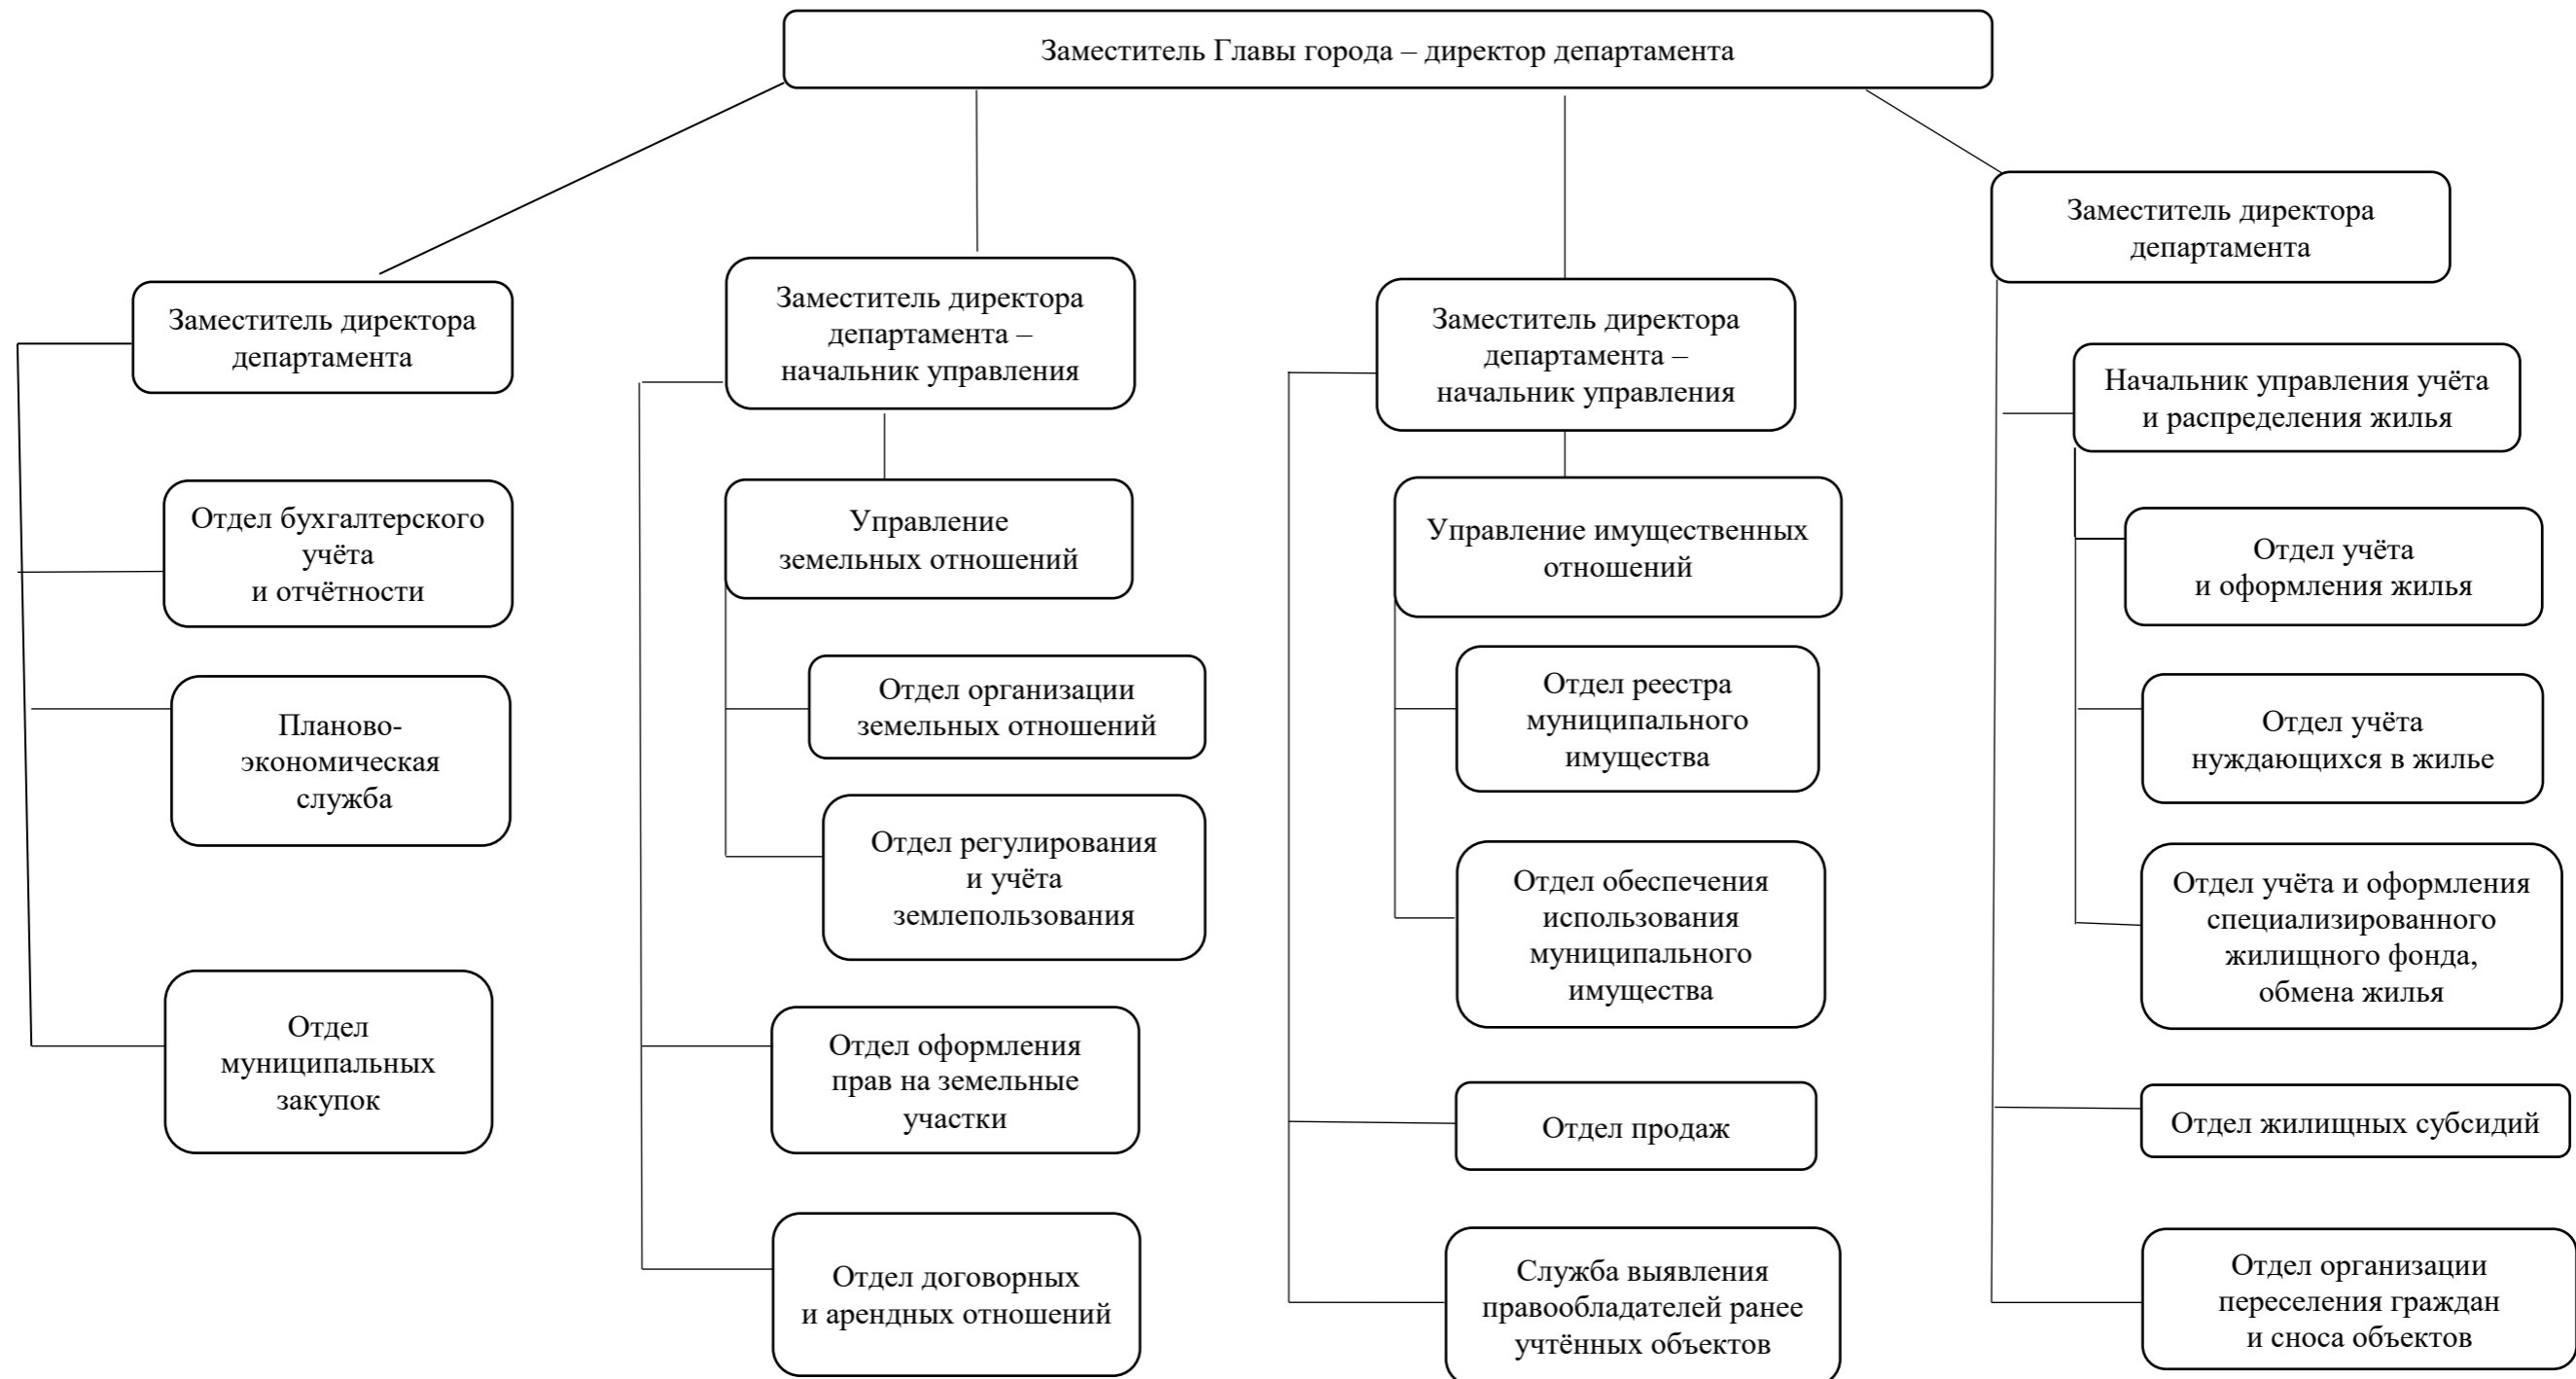 Заместитель Главы города – директор департамента
Заместитель директора
департамента
Отдел бухгалтерского
учёта
и отчётности
Планово-
экономическая
служба
Отдел
муниципальных
закупок
Заместитель директора
департамента –
начальник управления
Управление
земельных отношений
Отдел организации
земельных отношений
Отдел регулирования
и учёта
землепользования
Отдел оформления
прав на земельные
участки
Отдел договорных
и арендных отношений
Заместитель директора
департамента –
начальник управления
Управление имущественных
отношений
Отдел реестра
муниципального
имущества
Отдел обеспечения
использования
муниципального
имущества
Отдел продаж
Служба выявления
правообладателей ранее
учтённых объектов
Заместитель директора
департамента
Начальник управления учёта
и распределения жилья
Отдел учёта
и оформления жилья
Отдел учёта
нуждающихся в жилье
Отдел учёта и оформления
специализированного
жилищного фонда,
обмена жилья
Отдел жилищных субсидий
Отдел организации
переселения граждан
и сноса объектов